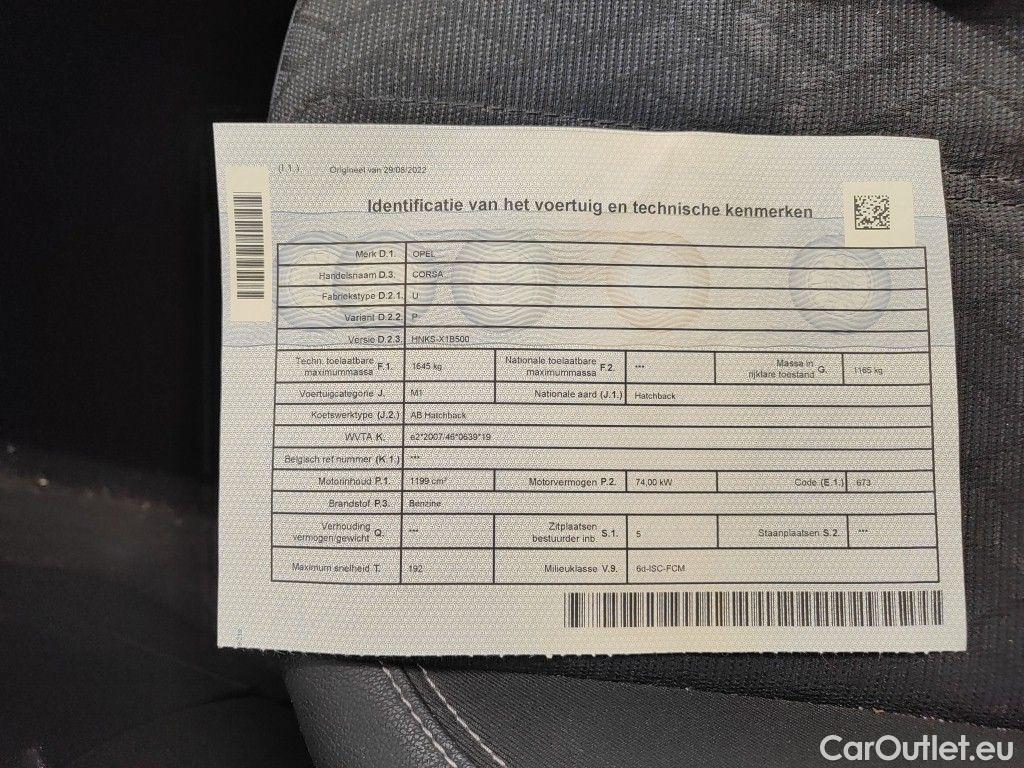 (I.1.) Origineel van 29/08/2022
Identificatie van het voertuig en technische kenmerken
Merk D.1. OPEL
Handelsnaam D.3. CORSA
Fabriekstype D.2.1. U
Variant D.2.2. P
Versie D.2.3. HNKS-X1B500
Techn. toelaatbare maximummassa F.1. 1645 kg Nationale toelaatbare maximummassa F.2. *** Massa in rijklare toestand G. 1165 kg
Voertuigcategorie J. M1 Nationale aard (J.1.) Hatchback
Koetswerktype (J.2.) AB Hatchback
WVTA K. e2*2007/46*0639*19
Belgisch ref nummer (K.1.) ***
Motorinhoud P.1. 1199 cm³ Motorvermogen P.2. 74,00 kW Code (E.1.) 673
Brandstof P.3. Benzine
Verhouding vermogen/gewicht Q. *** Zitplaatsen bestuurder inb. S.1. 5 Staanplaatsen S.2. ***
Maximum snelheid T. 192 Milieuklasse V.9. 6d-ISC-FCM
CarOutlet.eu